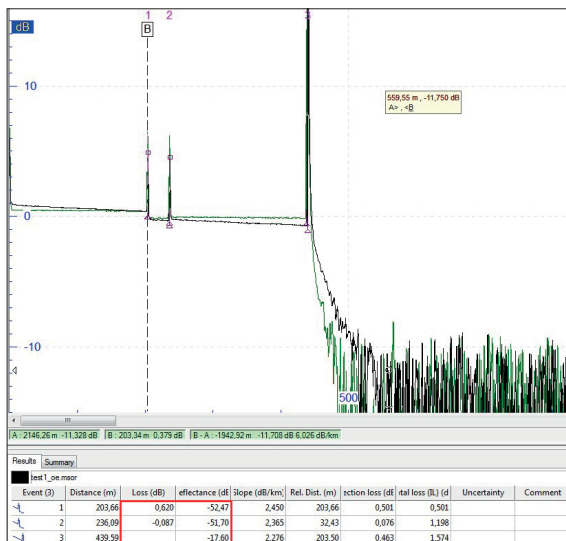 1 2 3
dB
B
10
559,55 m , -11,750 dB
A> , <B
0
-10
500
A : 2146,26 m -11,328 dB B : 203,34 m 0,379 dB B - A : -1942,92 m -11,708 dB 6,026 dB/km
Results Summary
test1_oe.msor
Event (3) Distance (m) Loss (dB) eflectance (dB Slope (dB/km) Rel. Dist. (m) ection loss (dB otal loss (IL) (d Uncertainty Comment
1 203,66 0,620 -52,47 2,450 203,66 0,501 0,501
2 236,09 -0,087 -51,70 2,365 32,43 0,076 1,198
3 439,59 -17,60 2,276 203,50 0,463 1,574